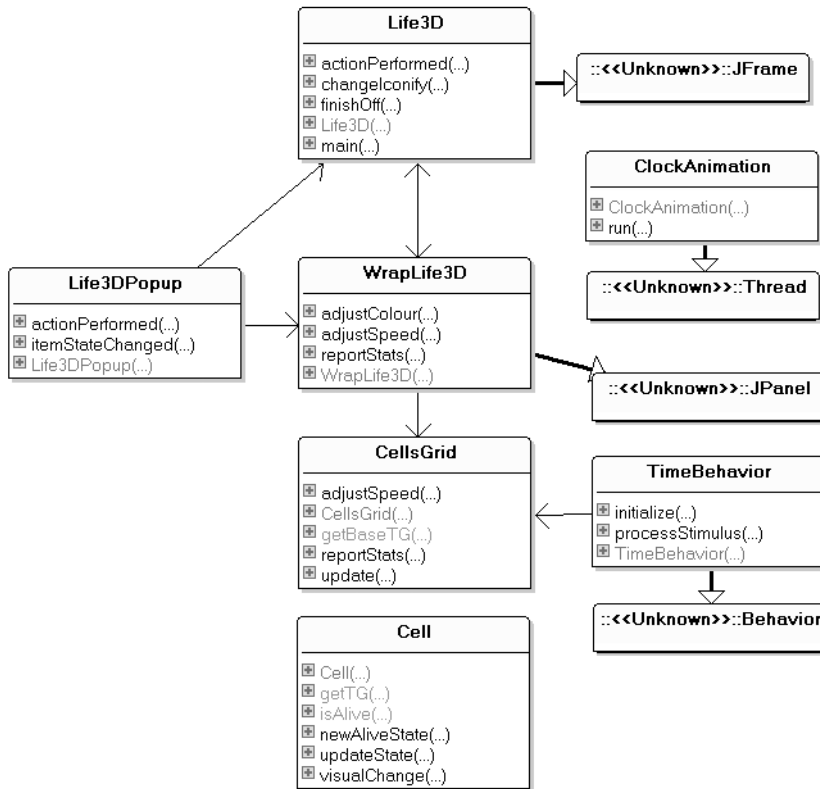 Life3D
actionPerformed(...)
changeIconify(...)
finishOff(...)
Life3D(...)
main(...)
::<<Unknown>>::JFrame
ClockAnimation
ClockAnimation(...)
run(...)
::<<Unknown>>::Thread
Life3DPopup
actionPerformed(...)
itemStateChanged(...)
Life3DPopup(...)
WrapLife3D
adjustColour(...)
adjustSpeed(...)
reportStats(...)
WrapLife3D(...)
::<<Unknown>>::JPanel
CellsGrid
adjustSpeed(...)
CellsGrid(...)
getBaseTG(...)
reportStats(...)
update(...)
TimeBehavior
initialize(...)
processStimulus(...)
TimeBehavior(...)
::<<Unknown>>::Behavior
Cell
Cell(...)
getTG(...)
isAlive(...)
newAliveState(...)
updateState(...)
visualChange(...)